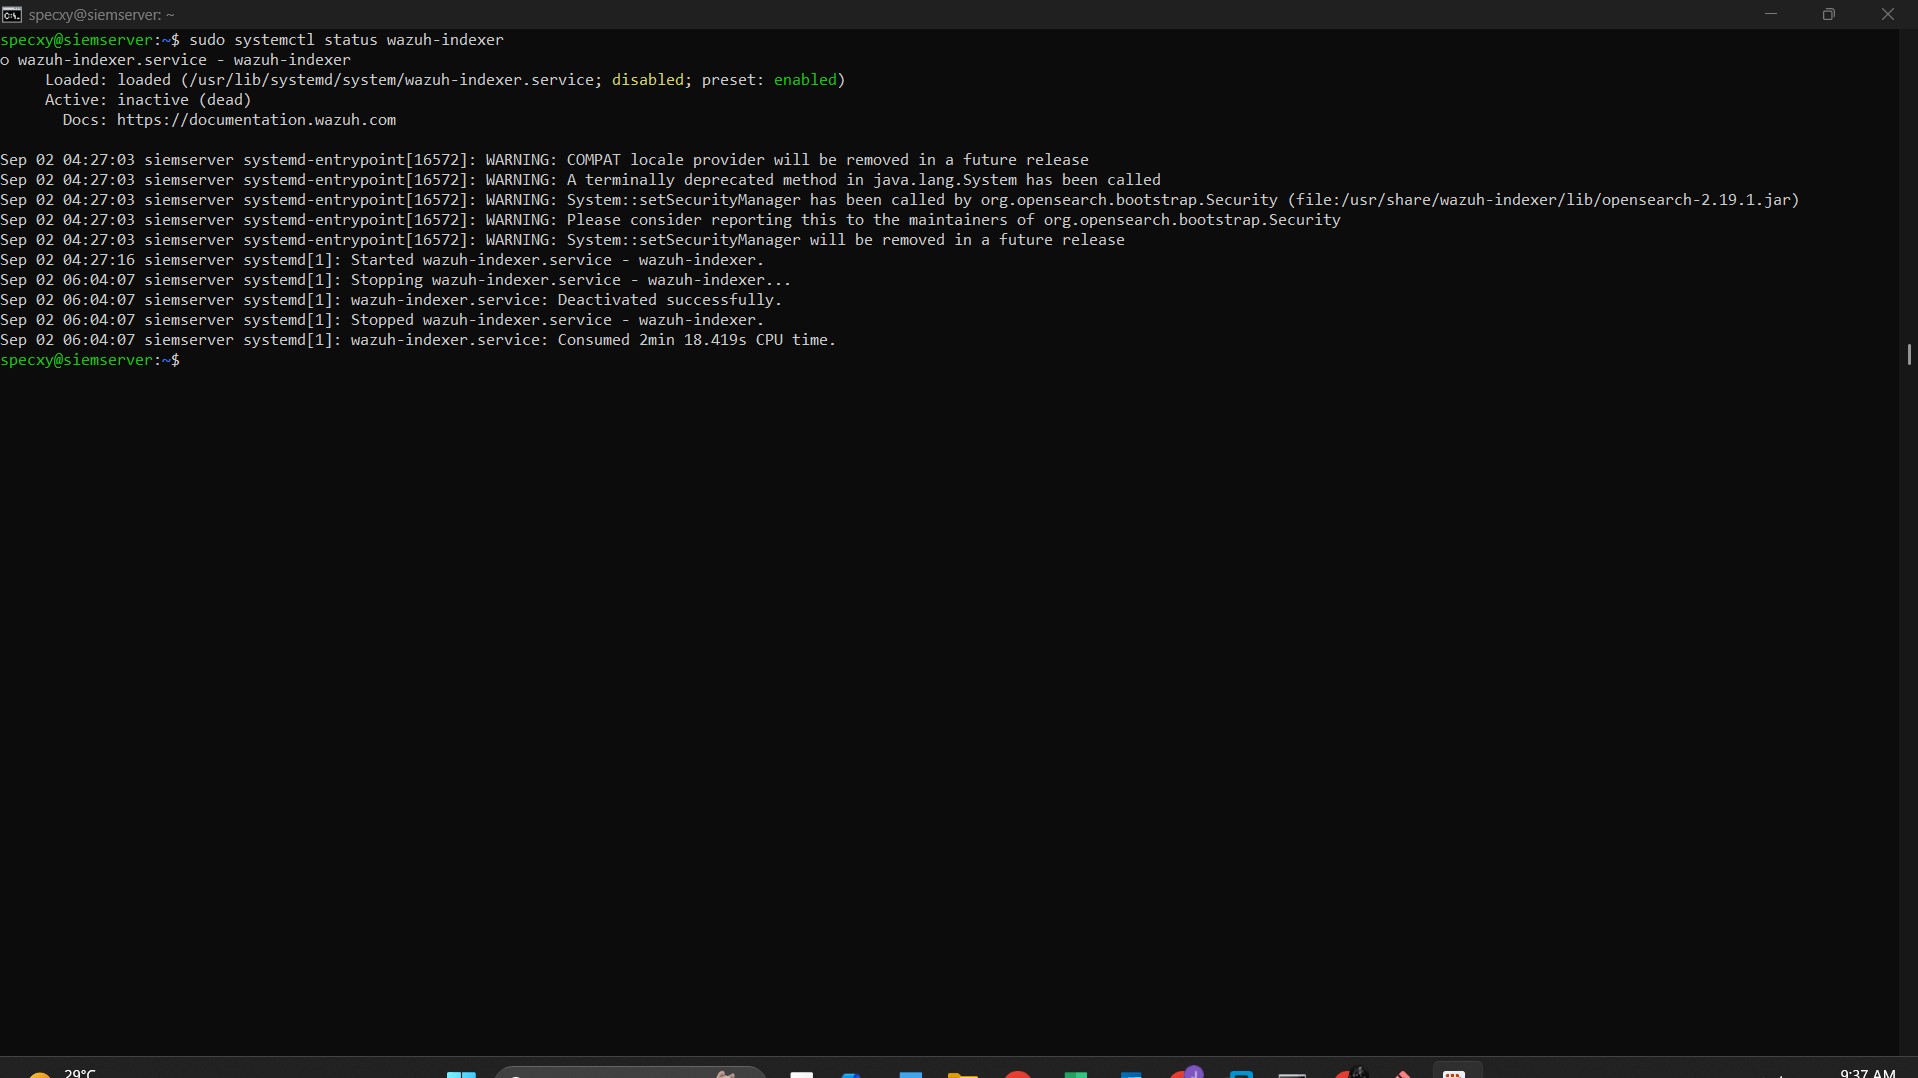 specxy@siemserver: ~
specxy@siemserver:~$ sudo systemctl status wazuh-indexer
○ wazuh-indexer.service - wazuh-indexer
     Loaded: loaded (/usr/lib/systemd/system/wazuh-indexer.service; disabled; preset: enabled)
     Active: inactive (dead)
       Docs: https://documentation.wazuh.com
Sep 02 04:27:03 siemserver systemd-entrypoint[16572]: WARNING: COMPAT locale provider will be removed in a future release
Sep 02 04:27:03 siemserver systemd-entrypoint[16572]: WARNING: A terminally deprecated method in java.lang.System has been called
Sep 02 04:27:03 siemserver systemd-entrypoint[16572]: WARNING: System::setSecurityManager has been called by org.opensearch.bootstrap.Security (file:/usr/share/wazuh-indexer/lib/opensearch-2.19.1.jar)
Sep 02 04:27:03 siemserver systemd-entrypoint[16572]: WARNING: Please consider reporting this to the maintainers of org.opensearch.bootstrap.Security
Sep 02 04:27:03 siemserver systemd-entrypoint[16572]: WARNING: System::setSecurityManager will be removed in a future release
Sep 02 04:27:16 siemserver systemd[1]: Started wazuh-indexer.service - wazuh-indexer.
Sep 02 06:04:07 siemserver systemd[1]: Stopping wazuh-indexer.service - wazuh-indexer...
Sep 02 06:04:07 siemserver systemd[1]: wazuh-indexer.service: Deactivated successfully.
Sep 02 06:04:07 siemserver systemd[1]: Stopped wazuh-indexer.service - wazuh-indexer.
Sep 02 06:04:07 siemserver systemd[1]: wazuh-indexer.service: Consumed 2min 18.419s CPU time.
specxy@siemserver:~$
29°C
9:37 AM